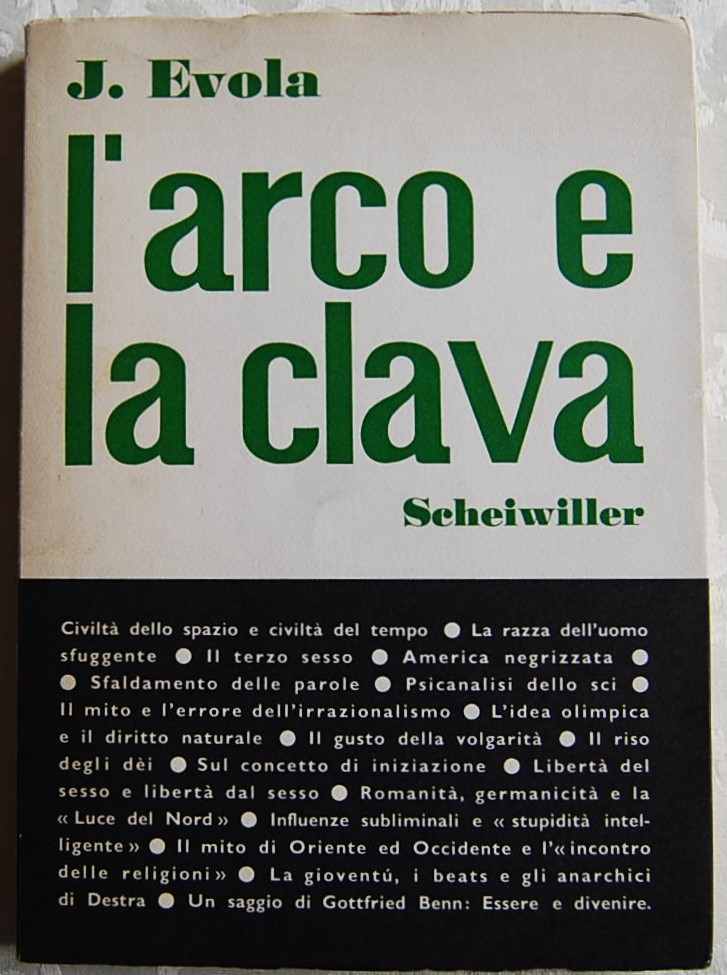 J. Evola
l'arco e
la clava
Scheiwiller
Civiltà dello spazio e civiltà del tempo ● La razza dell'uomo
sfuggente ● Il terzo sesso ● America negrizzata ●
● Sfaldamento delle parole ● Psicanalisi dello sci ●
Il mito e l'errore dell'irrazionalismo ● L'idea olimpica
e il diritto naturale ● Il gusto della volgarità ● Il riso
degli dèi ● Sul concetto di iniziazione ● Libertà del
sesso e libertà dal sesso ● Romanità, germanicità e la
« Luce del Nord » ● Influenze subliminali e « stupidità intel-
ligente » ● Il mito di Oriente ed Occidente e l'« incontro
delle religioni » ● La gioventú, i beats e gli anarchici
di Destra ● Un saggio di Gottfried Benn: Essere e divenire.